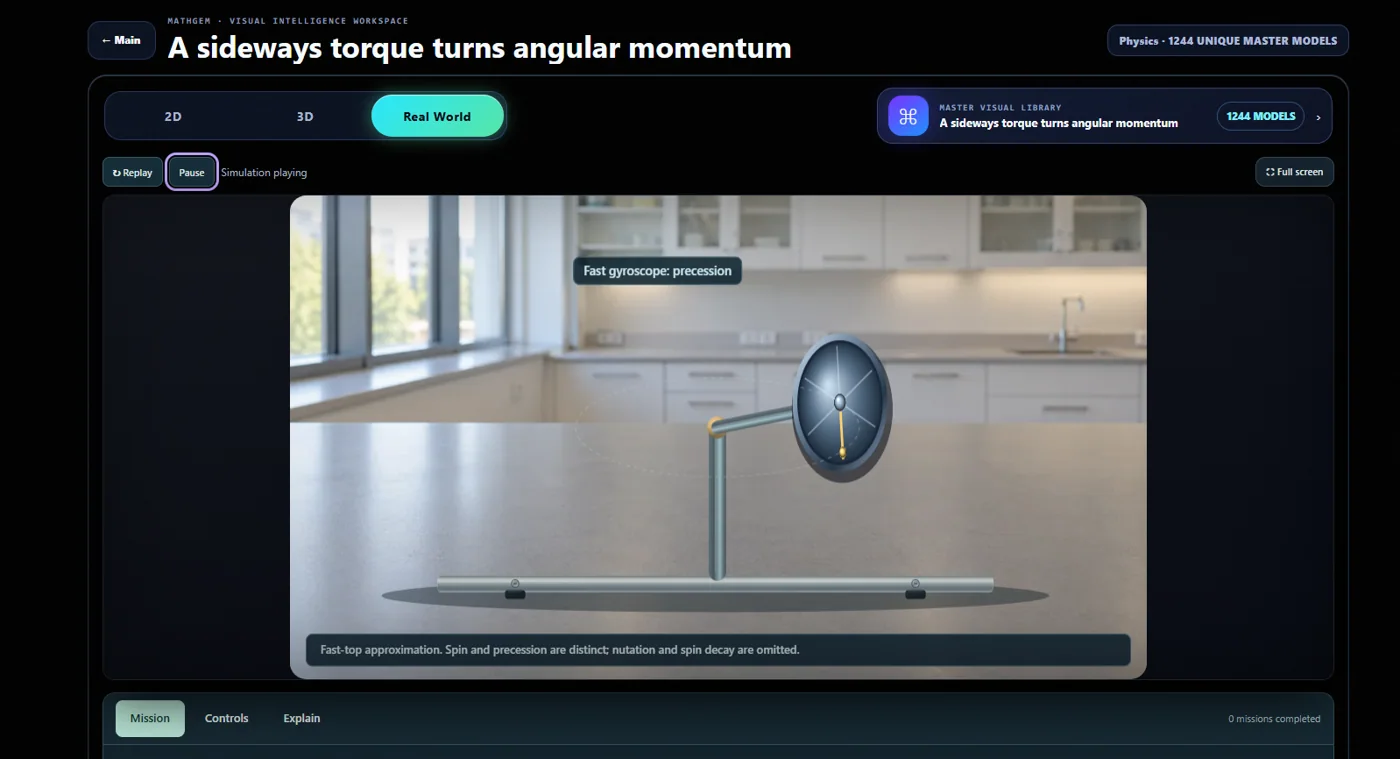 ← Main
MATHGEM · VISUAL INTELLIGENCE WORKSPACE
A sideways torque turns angular momentum
Physics · 1244 UNIQUE MASTER MODELS
2D
3D
Real World
⌘
MASTER VISUAL LIBRARY
A sideways torque turns angular momentum
1244 MODELS
›
↻ Replay
Pause
Simulation playing
⛶ Full screen
Fast gyroscope: precession
Fast-top approximation. Spin and precession are distinct; nutation and spin decay are omitted.
Mission
Controls
Explain
0 missions completed